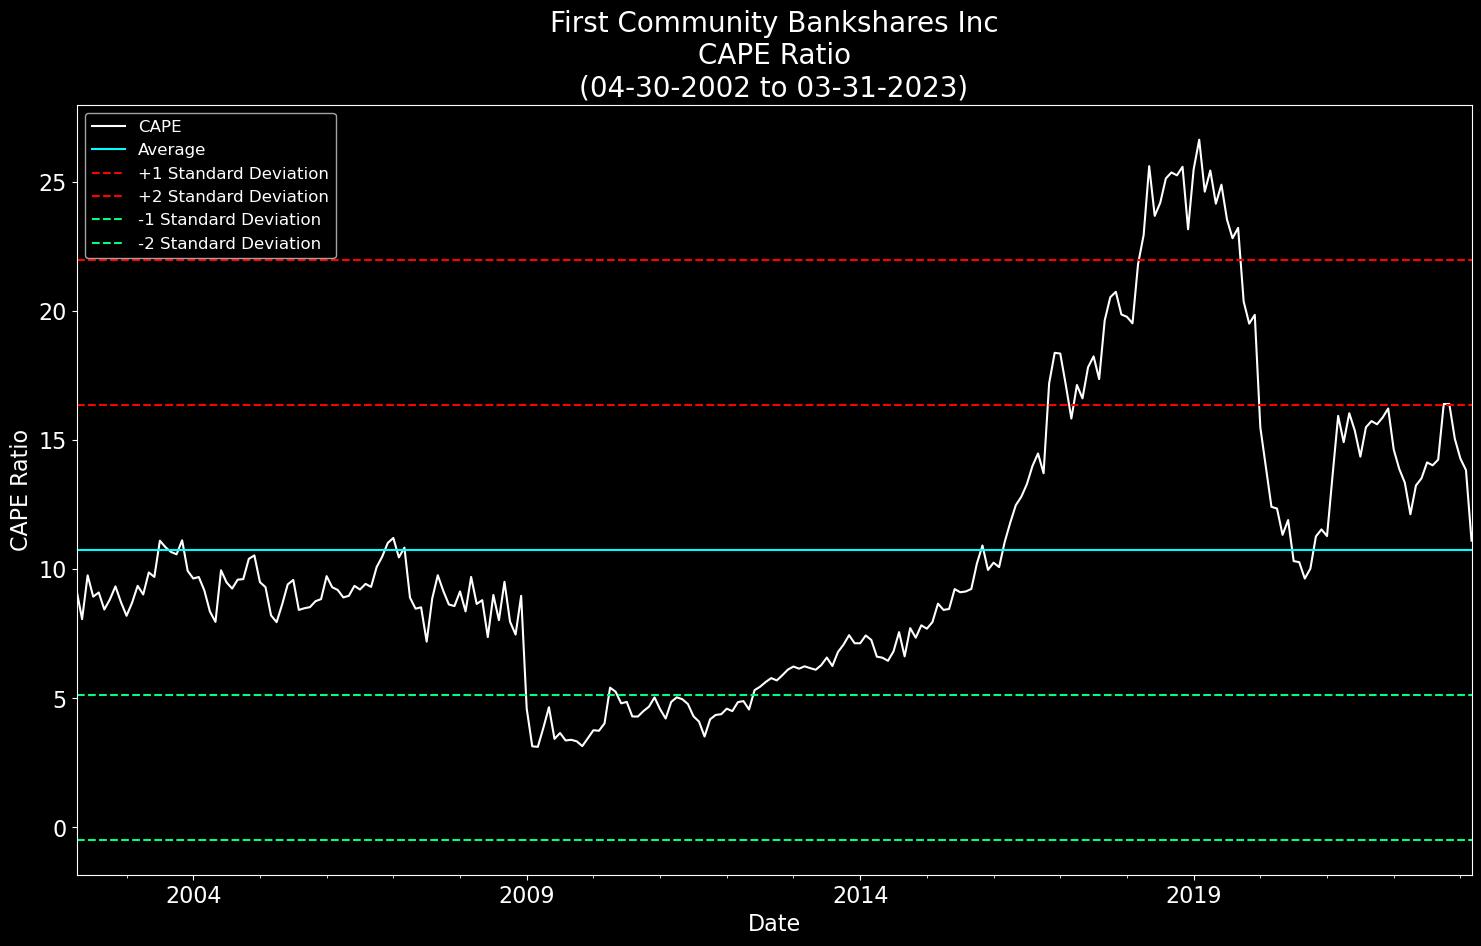 First Community Bankshares Inc
CAPE Ratio
(04-30-2002 to 03-31-2023)
CAPE
Average
+1 Standard Deviation
+2 Standard Deviation
-1 Standard Deviation
-2 Standard Deviation
25
20
15
10
5
0
CAPE Ratio
2004
2009
2014
2019
Date